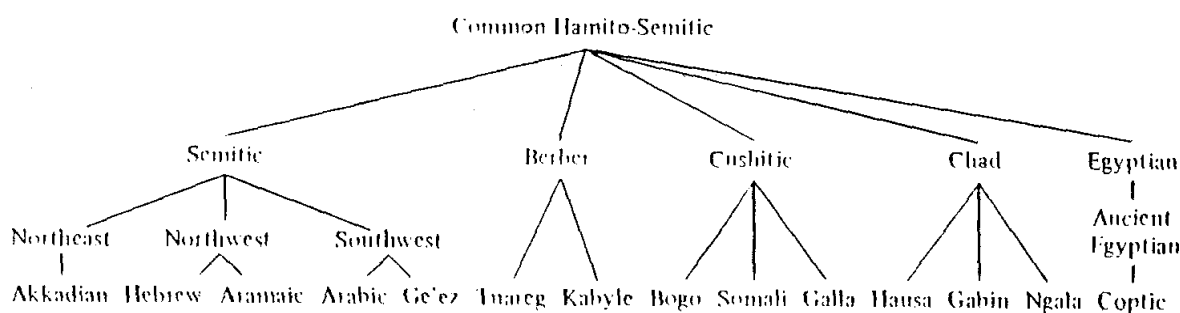 Common Hamito-Semitic
Semitic Berber Cushitic Chad Egyptian
Northeast Northwest Southwest Ancient
Egyptian
Akkadian Hebrew Aramaic Arabic Ge'ez Tuareg Kabyle Bogo Somali Galla Hausa Gabin Ngala Coptic